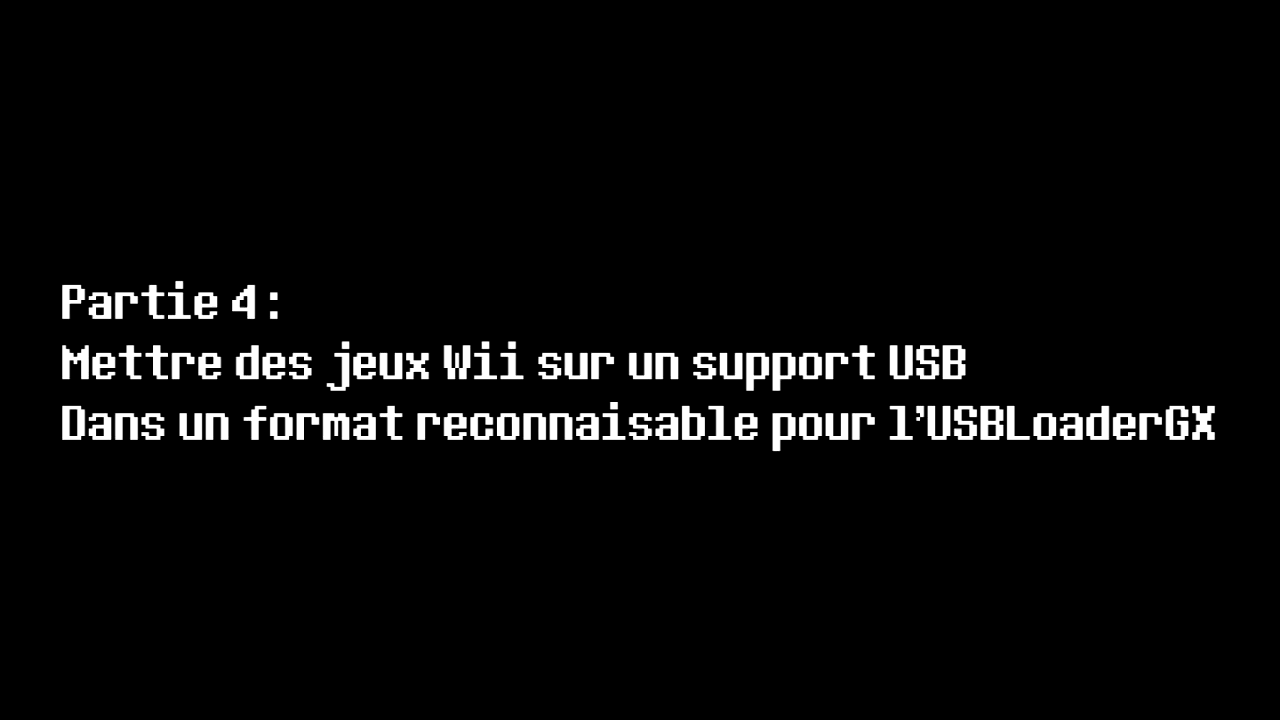 Partie 4:
Mettre des jeux Wii sur un support USB
Dans un format reconnaisable pour l'USBLoaderGX